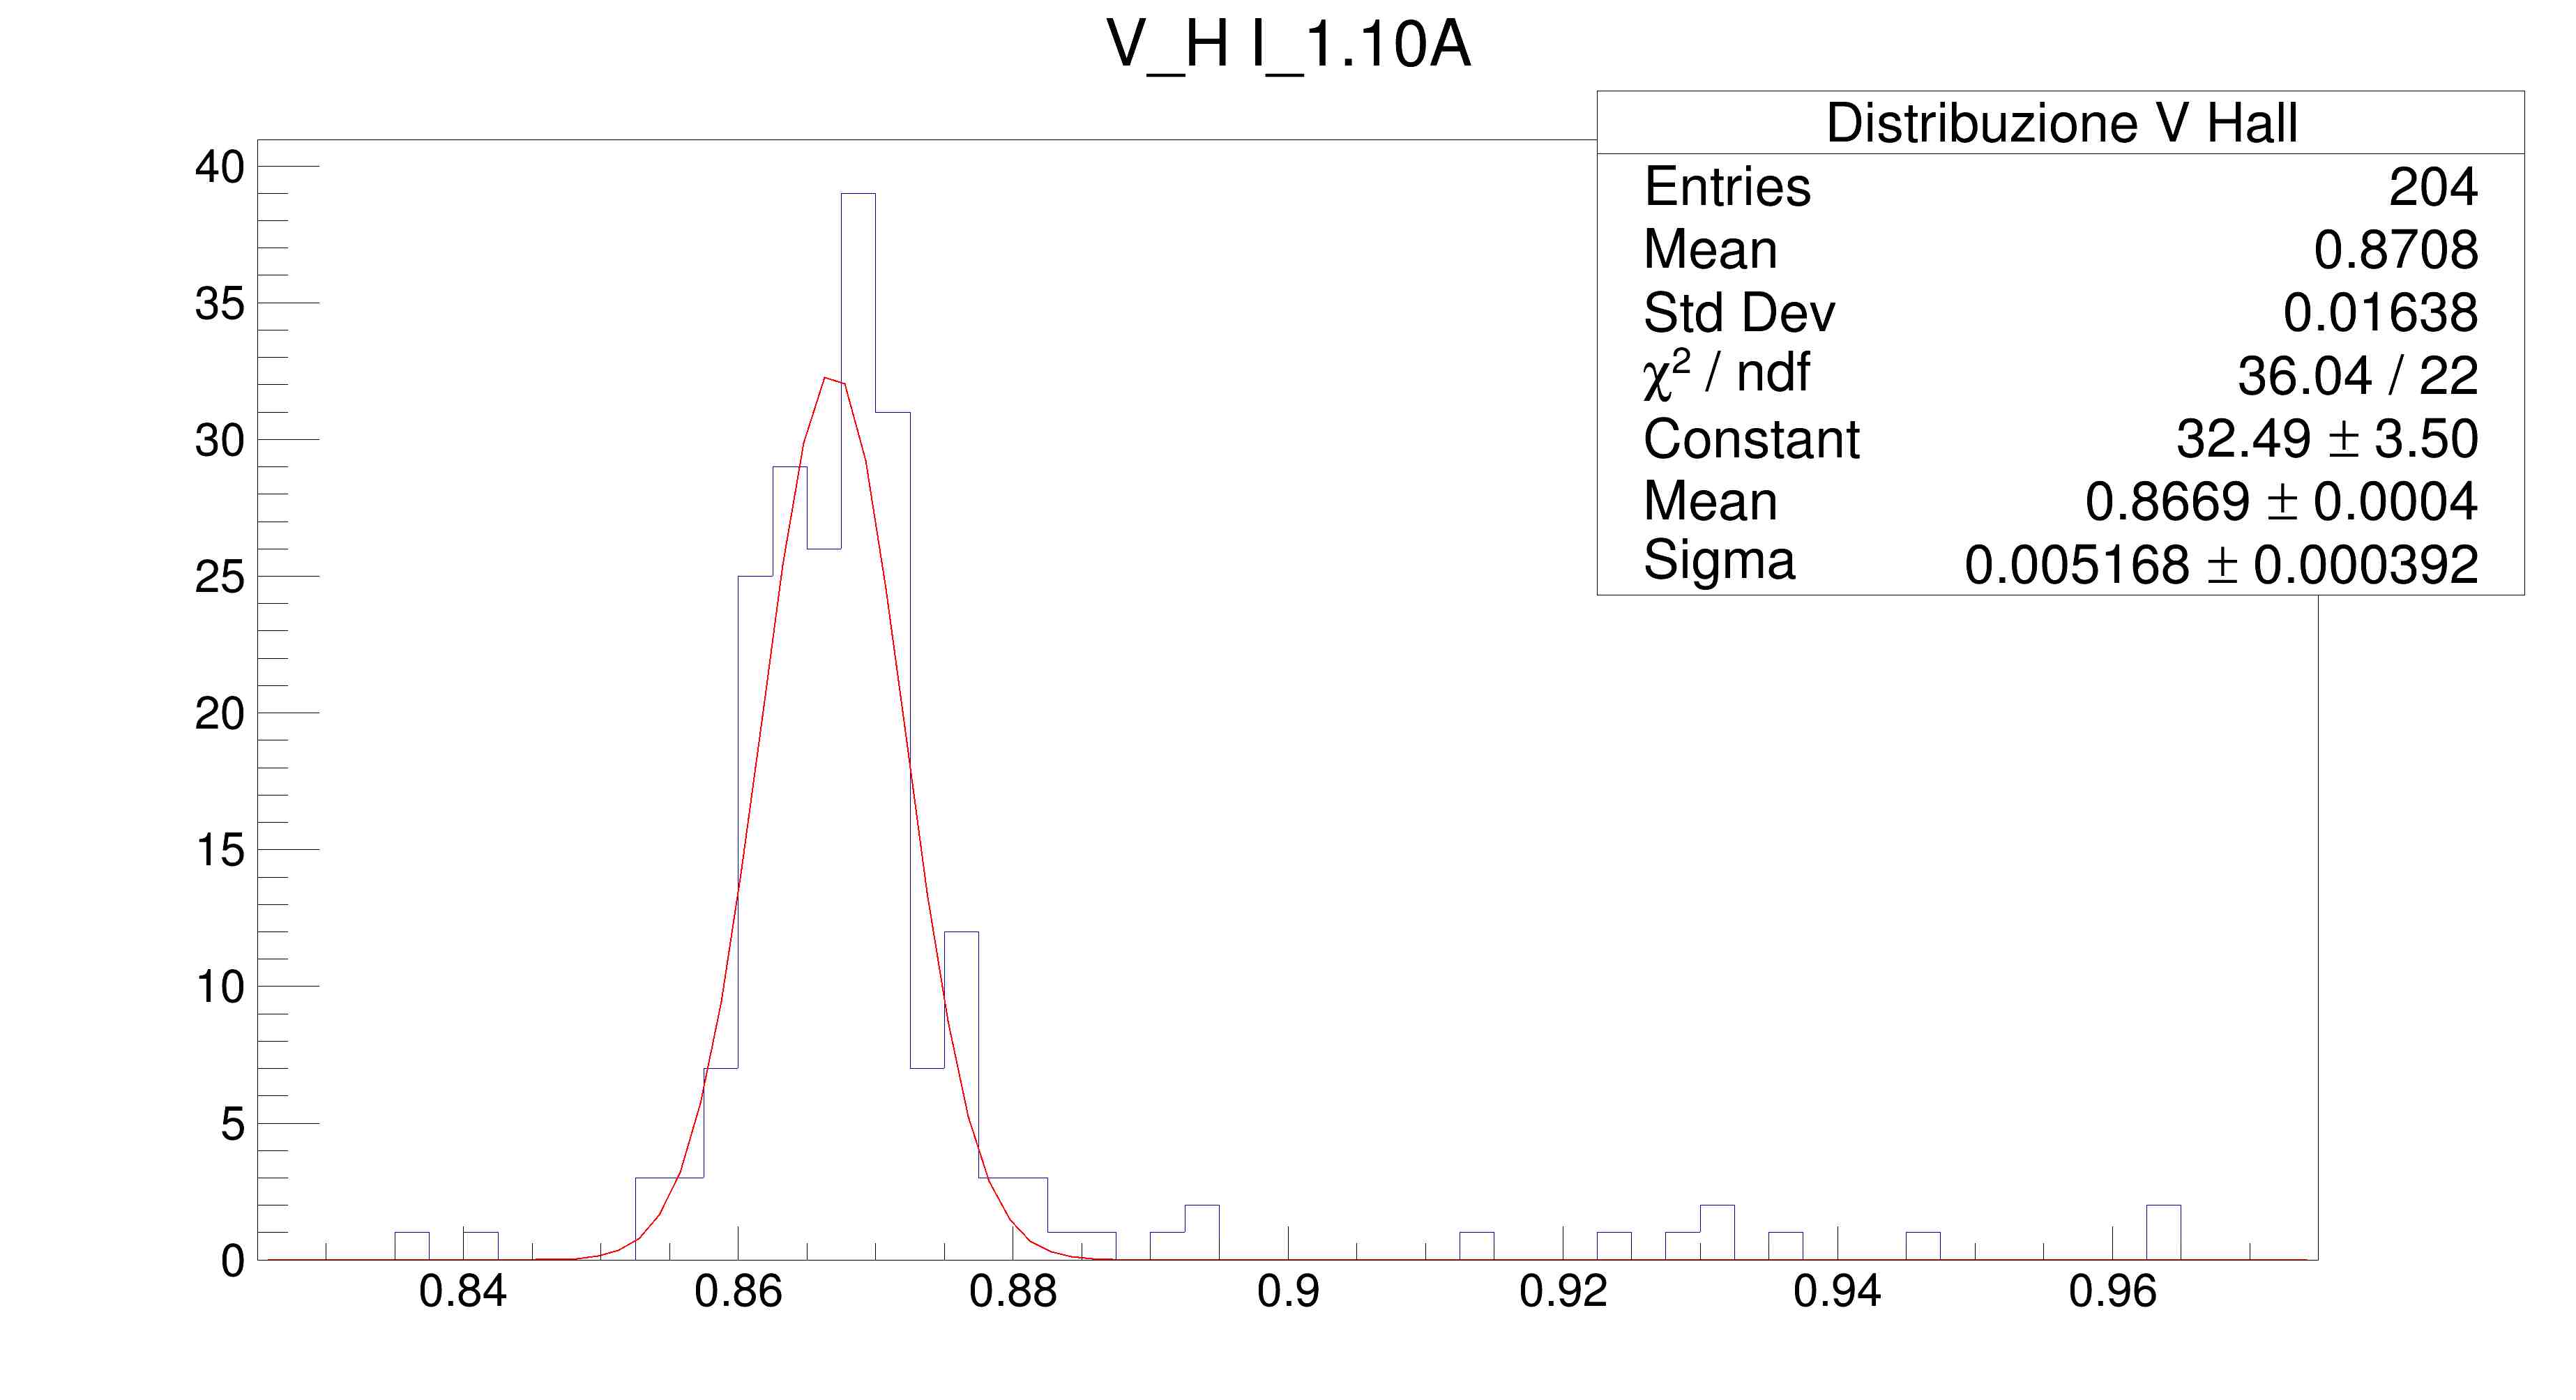 V_H I_1.10A
Distribuzione V Hall
Entries 204
Mean 0.8708
Std Dev 0.01638
χ² / ndf 36.04 / 22
Constant 32.49 ± 3.50
Mean 0.8669 ± 0.0004
Sigma 0.005168 ± 0.000392
40
35
30
25
20
15
10
5
0
0.84 0.86 0.88 0.9 0.92 0.94 0.96